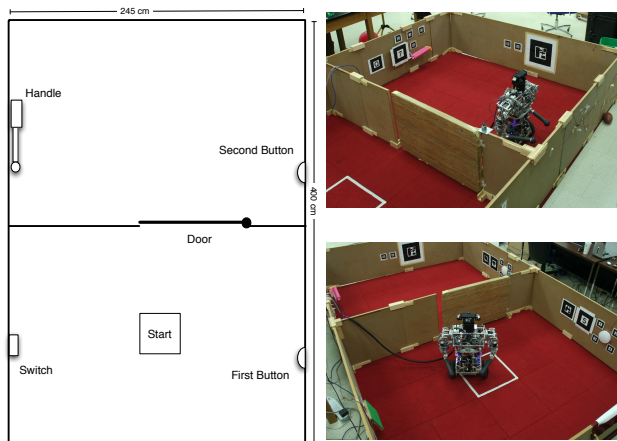 245 cm
Handle
Second Button
400 cm
Door
Start
Switch
First Button